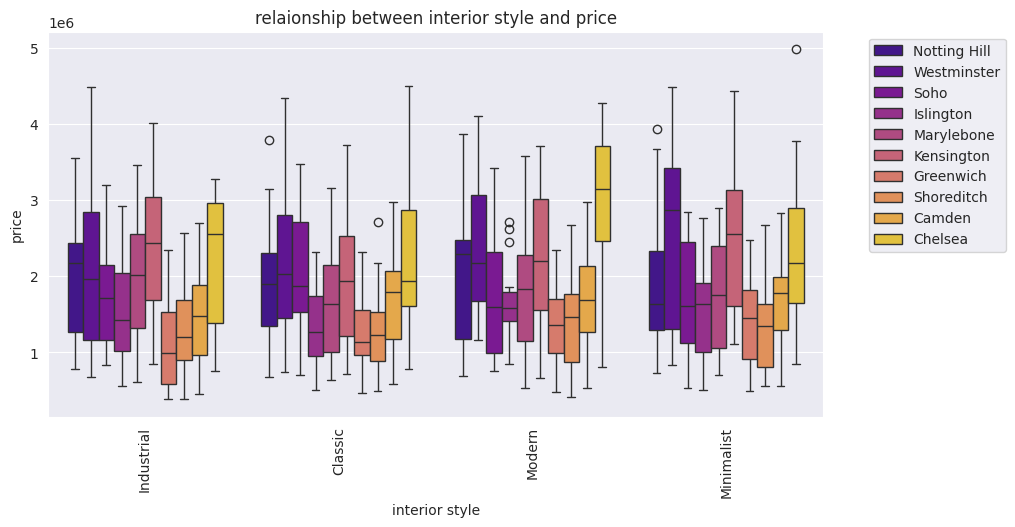 relaionship between interior style and price
1e6
5
4
3
2
1
price
Industrial
Classic
Modern
Minimalist
interior style
Notting Hill
Westminster
Soho
Islington
Marylebone
Kensington
Greenwich
Shoreditch
Camden
Chelsea